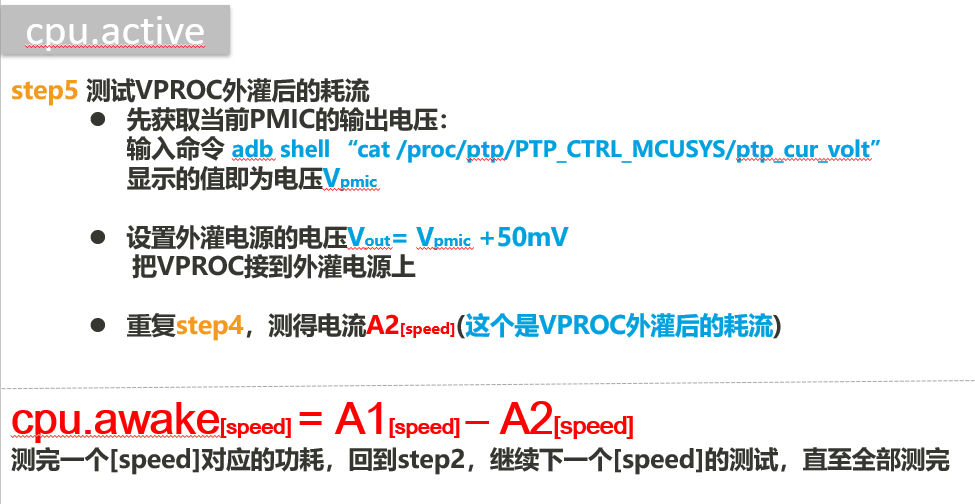 cpu.active
step5 测试VPROC外灌后的耗流
● 先获取当前PMIC的输出电压：
输入命令 adb shell “cat /proc/ptp/PTP_CTRL_MCUSYS/ptp_cur_volt”
显示的值即为电压Vpmic
● 设置外灌电源的电压Vout= Vpmic +50mV
把VPROC接到外灌电源上
● 重复step4，测得电流A2[speed](这个是VPROC外灌后的耗流)
cpu.awake[speed] = A1[speed] – A2[speed]
测完一个[speed]对应的功耗，回到step2，继续下一个[speed]的测试，直至全部测完